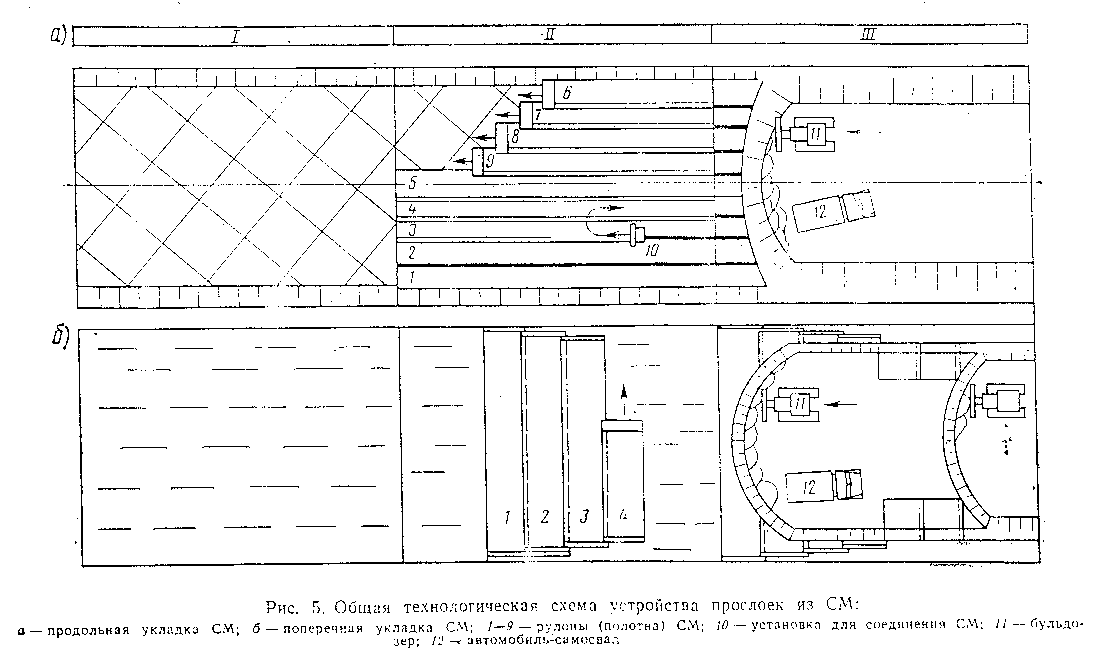 а) I II III
6
7
11
8
9
5
4
12
3
10
2
1
б)
11
12
1 2 3 4
Рис. 5. Общая технологическая схема устройства прослоек из СМ:
а — продольная укладка СМ; б — поперечная укладка СМ; 1—9 — рулоны (полотна) СМ; 10 — установка для соединения СМ; 11 — бульдо-
зер; 12 — автомобиль-самосвал